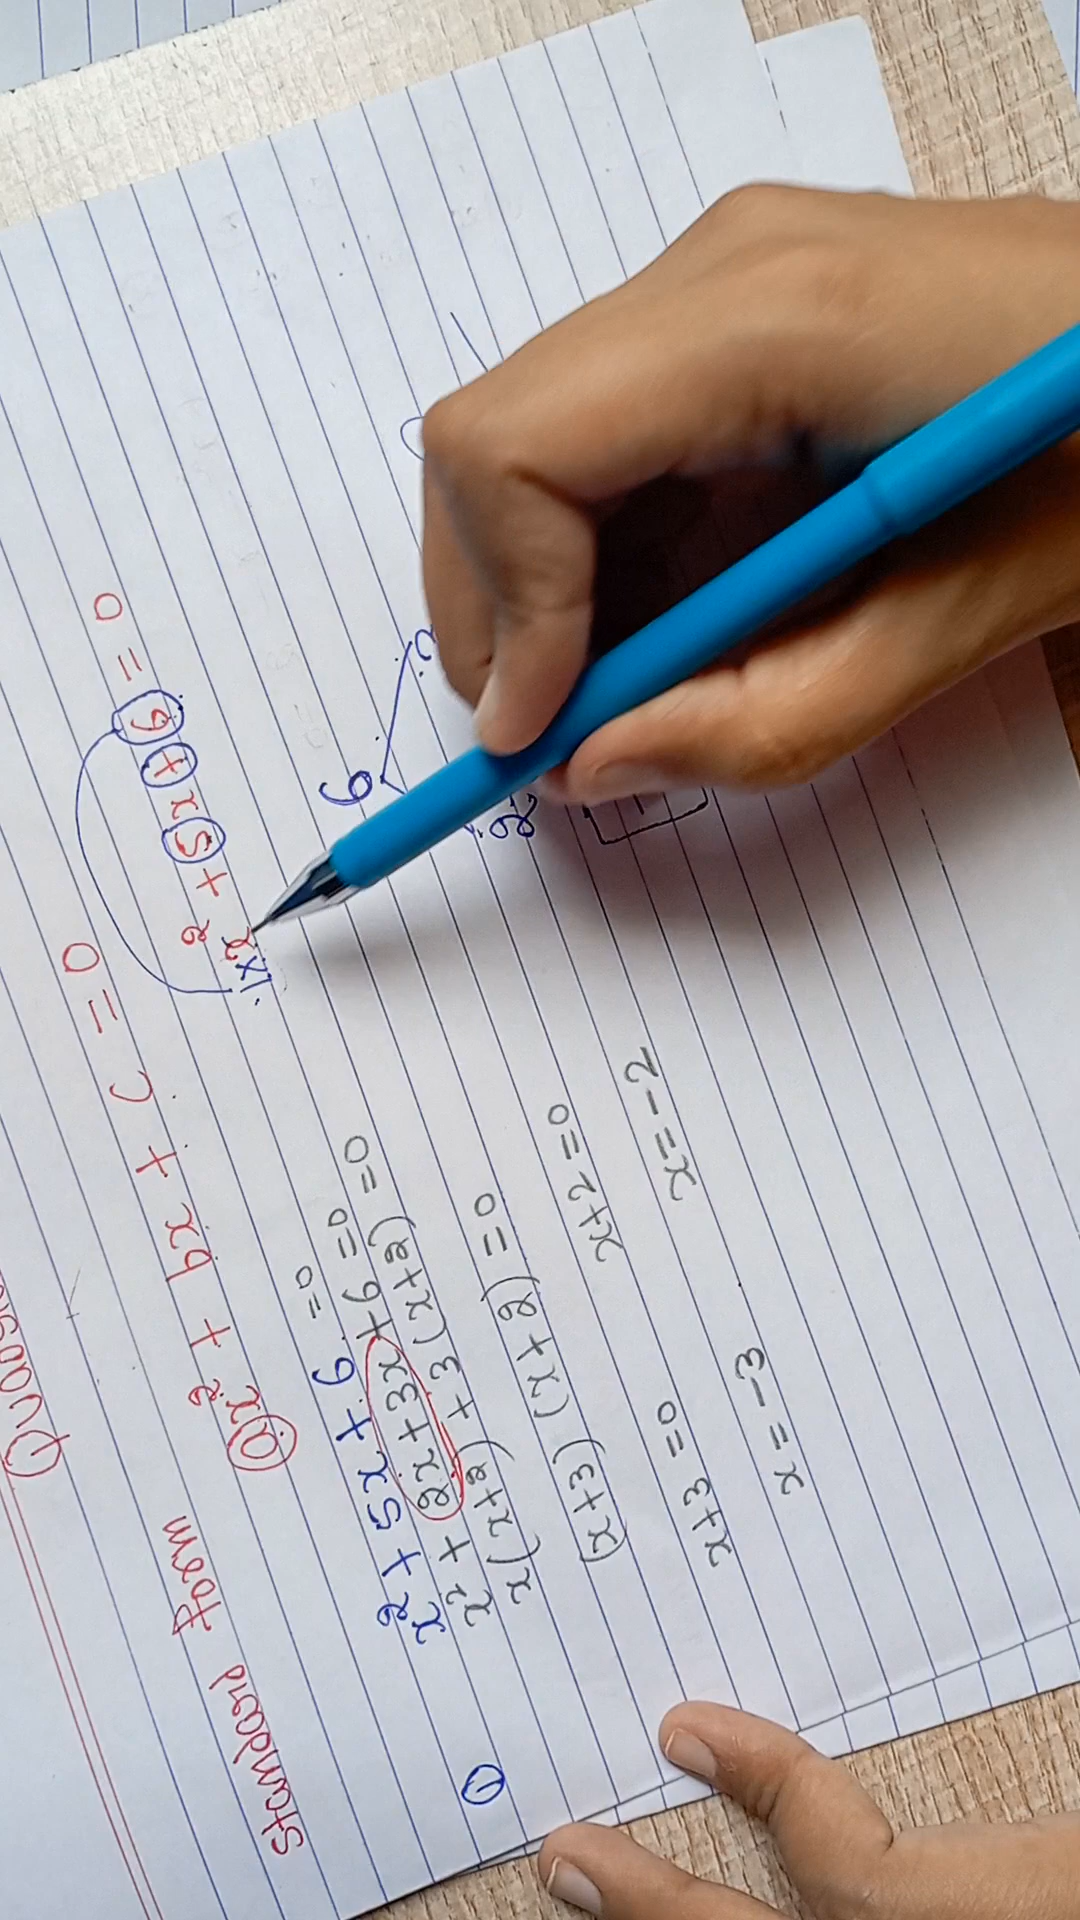 Standard Form
ax² + bx + c = 0
1x² + 5x + 6 = 0
6
①
x² + 5x + 6 = 0
x² + 2x + 3x + 6 = 0
x(x+2) + 3(x+2) = 0
(x+3) (x+2) = 0
x+3 = 0 x+2 = 0
x = -3 x = -2